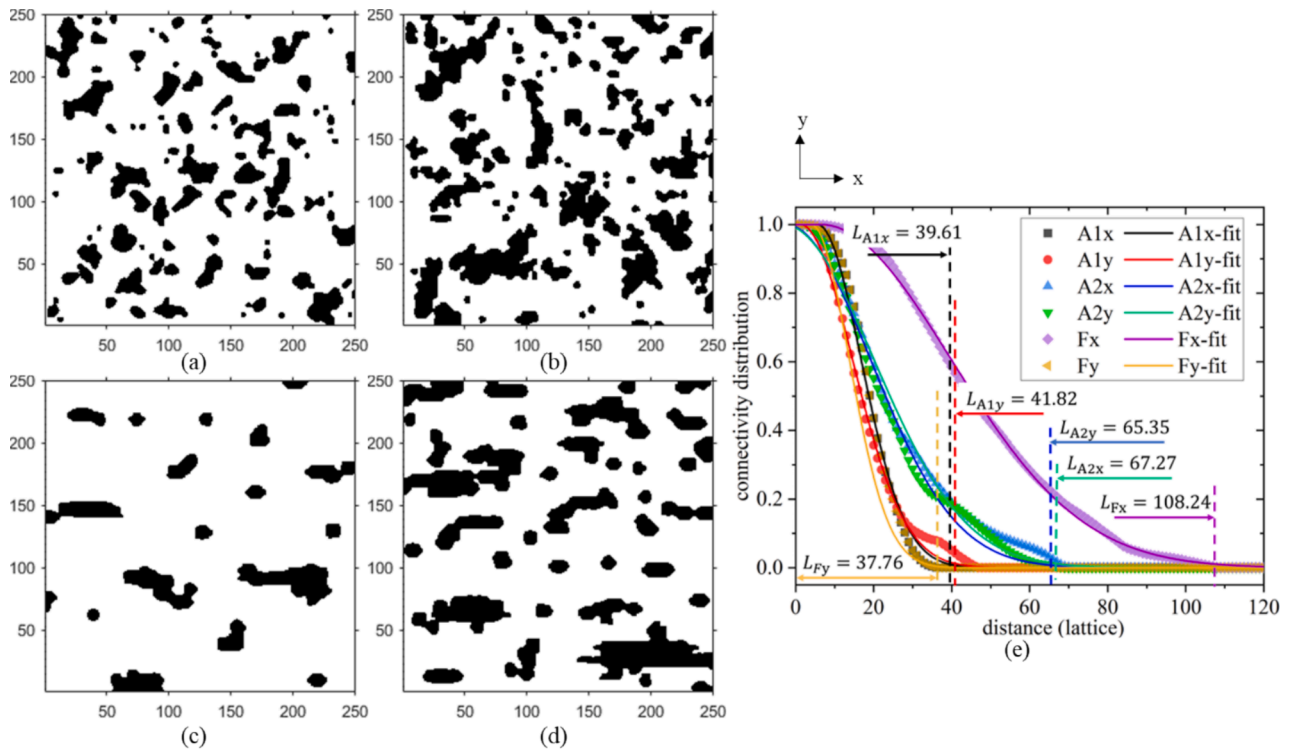 250
200
150
100
50
50 100 150 200 250
(a)
250
200
150
100
50
50 100 150 200 250
(b)
250
200
150
100
50
50 100 150 200 250
(c)
250
200
150
100
50
50 100 150 200 250
(d)
y
x
connectivity distribution
1.0
0.8
0.6
0.4
0.2
0.0
L_A1x = 39.61
A1x A1x-fit
A1y A1y-fit
A2x A2x-fit
A2y A2y-fit
Fx Fx-fit
Fy Fy-fit
L_A1y = 41.82
L_A2y = 65.35
L_A2x = 67.27
L_Fx = 108.24
L_Fy = 37.76
0 20 40 60 80 100 120
distance (lattice)
(e)